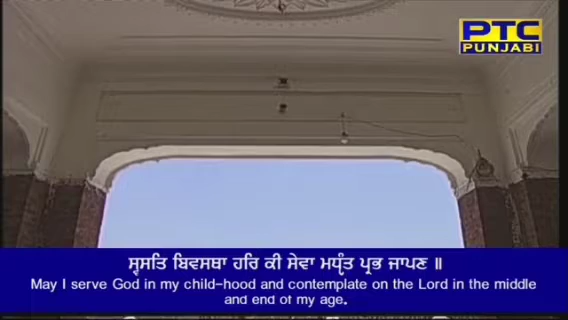 PTC
PUNJABI
ਸ੍ਵਸਤਿ ਬਿਵਸਥਾ ਹਰਿ ਕੀ ਸੇਵਾ ਮਧ੍ਯੰਤ ਪ੍ਰਭ ਜਾਪਣ ॥
May I serve God in my child-hood and contemplate on the Lord in the middle
and end of my age.